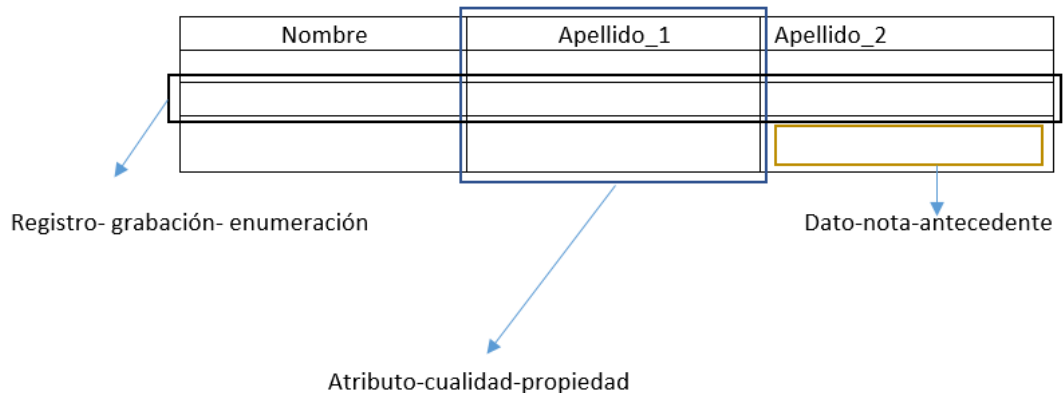 Nombre Apellido_1 Apellido_2
Registro- grabación- enumeración
Dato-nota-antecedente
Atributo-cualidad-propiedad